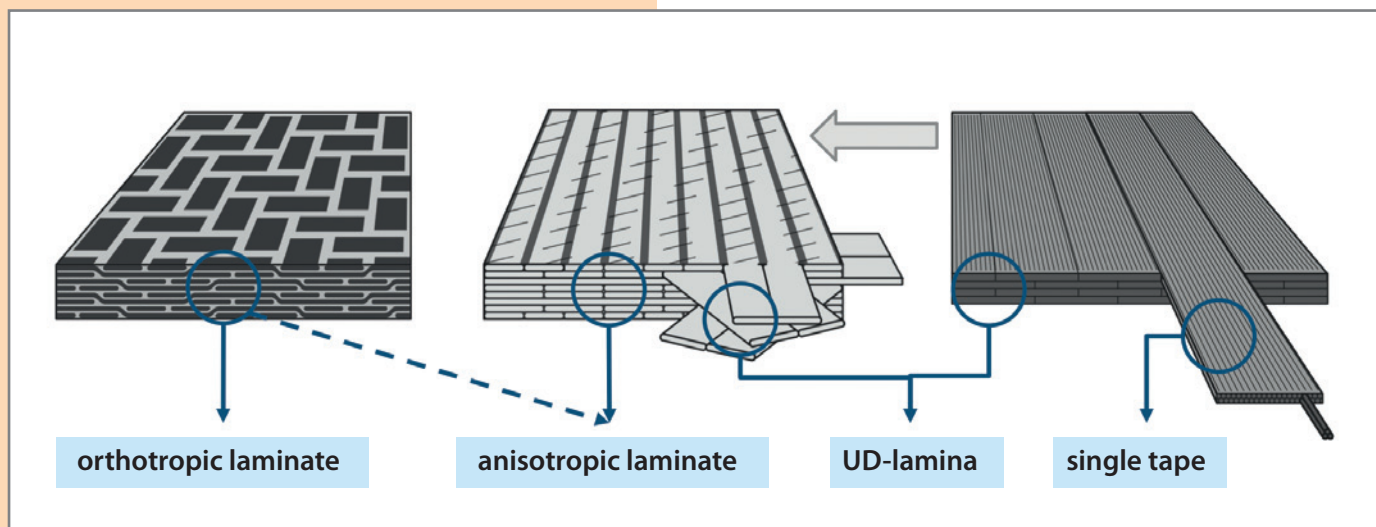 orthotropic laminate
anisotropic laminate
UD-lamina
single tape